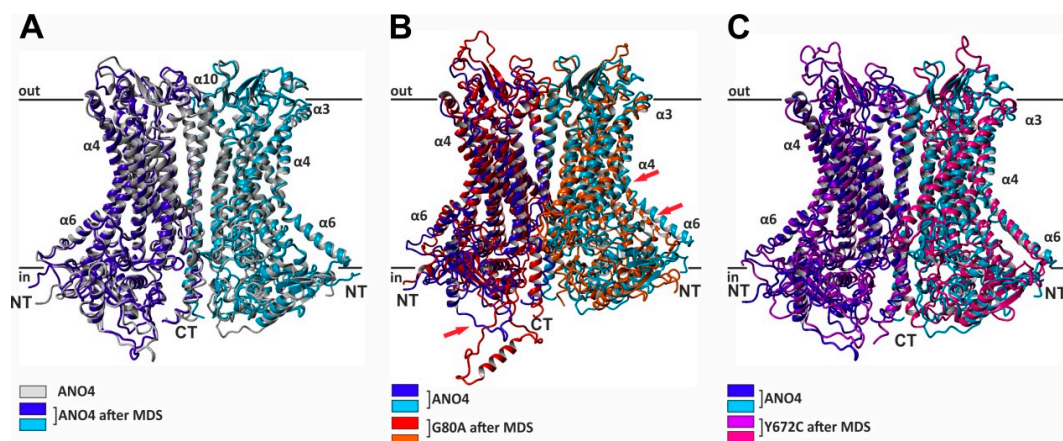 A
out
α10
α3
α4
α4
α6
α6
in
NT
CT
NT
ANO4
]ANO4 after MDS
B
out
α3
α4
α4
α6
α6
in
NT
CT
NT
]ANO4
]G80A after MDS
C
out
α3
α4
α4
α6
α6
in
NT
CT
NT
]ANO4
]Y672C after MDS